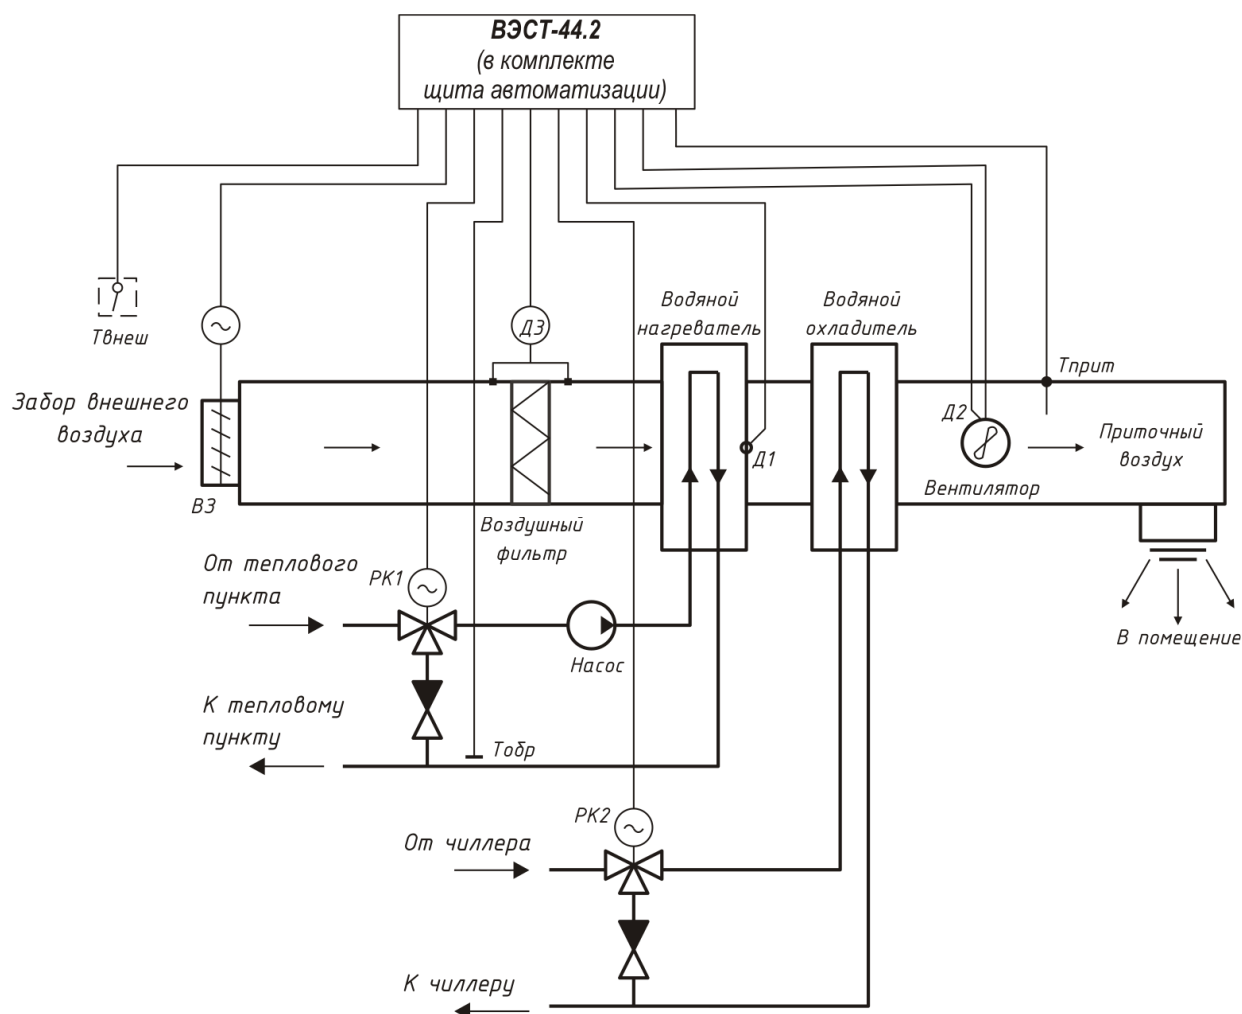 ВЭСТ-44.2
(в комплекте
щита автоматизации)
Твнеш
Д3
Водяной
нагреватель
Водяной
охладитель
Тприт
Забор внешнего
воздуха
В3
Д1
Д2
Вентилятор
Приточный
воздух
Воздушный
фильтр
От теплового
пункта
РК1
Насос
В помещение
К тепловому
пункту
Тобр
РК2
От чиллера
К чиллеру